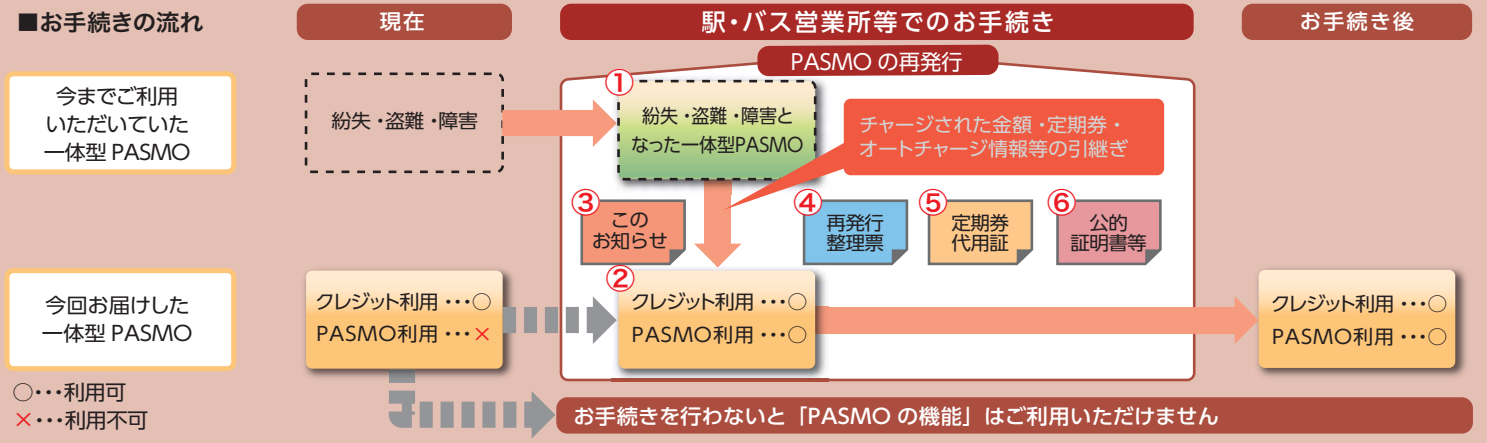 ■お手続きの流れ
現在
駅・バス営業所等でのお手続き
お手続き後
PASMO の再発行
今までご利用
いただいていた
一体型 PASMO
紛失・盗難・障害
①
紛失・盗難・障害と
なった一体型PASMO
チャージされた金額・定期券・
オートチャージ情報等の引継ぎ
③
この
お知らせ
④
再発行
整理票
⑤
定期券
代用証
⑥
公的
証明書等
今回お届けした
一体型 PASMO
クレジット利用・・・○
PASMO利用・・・×
②
クレジット利用・・・○
PASMO利用・・・○
クレジット利用・・・○
PASMO利用・・・○
○・・・利用可
×・・・利用不可
お手続きを行わないと「PASMO の機能」はご利用いただけません